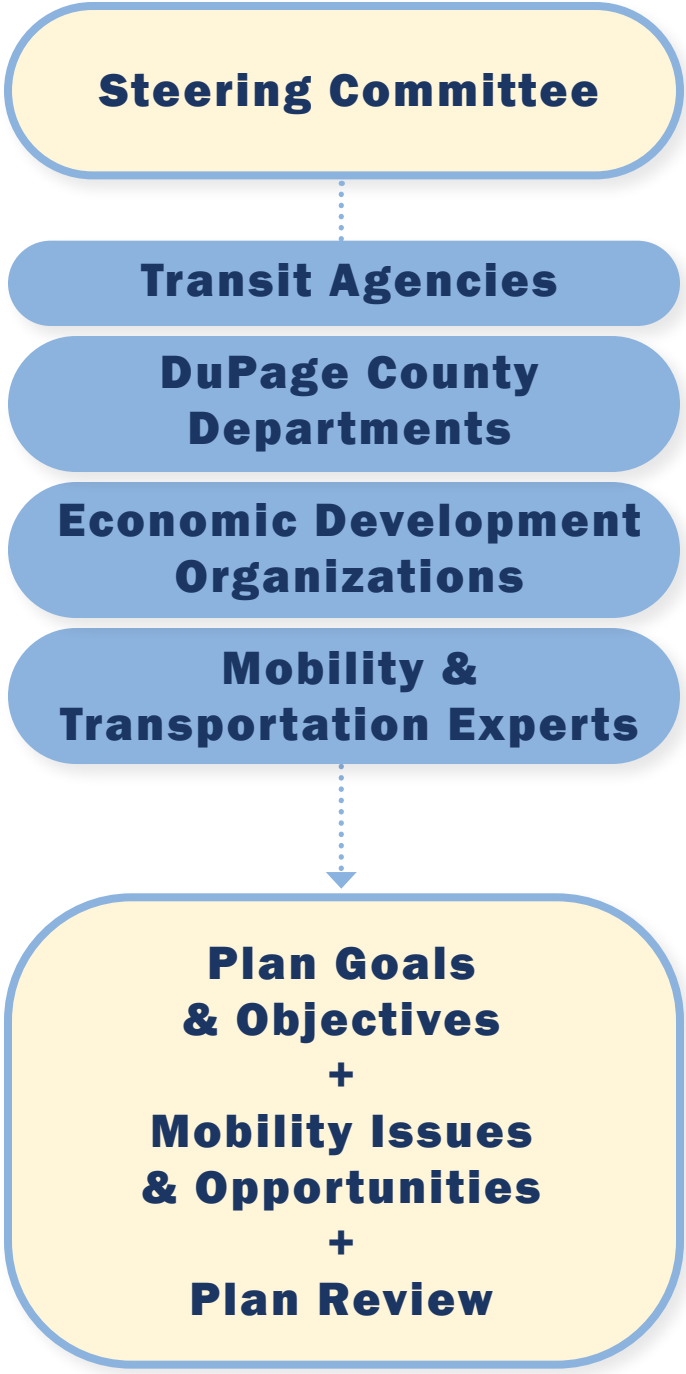 Steering Committee
Transit Agencies
DuPage County
Departments
Economic Development
Organizations
Mobility &
Transportation Experts
Plan Goals
& Objectives
+
Mobility Issues
& Opportunities
+
Plan Review